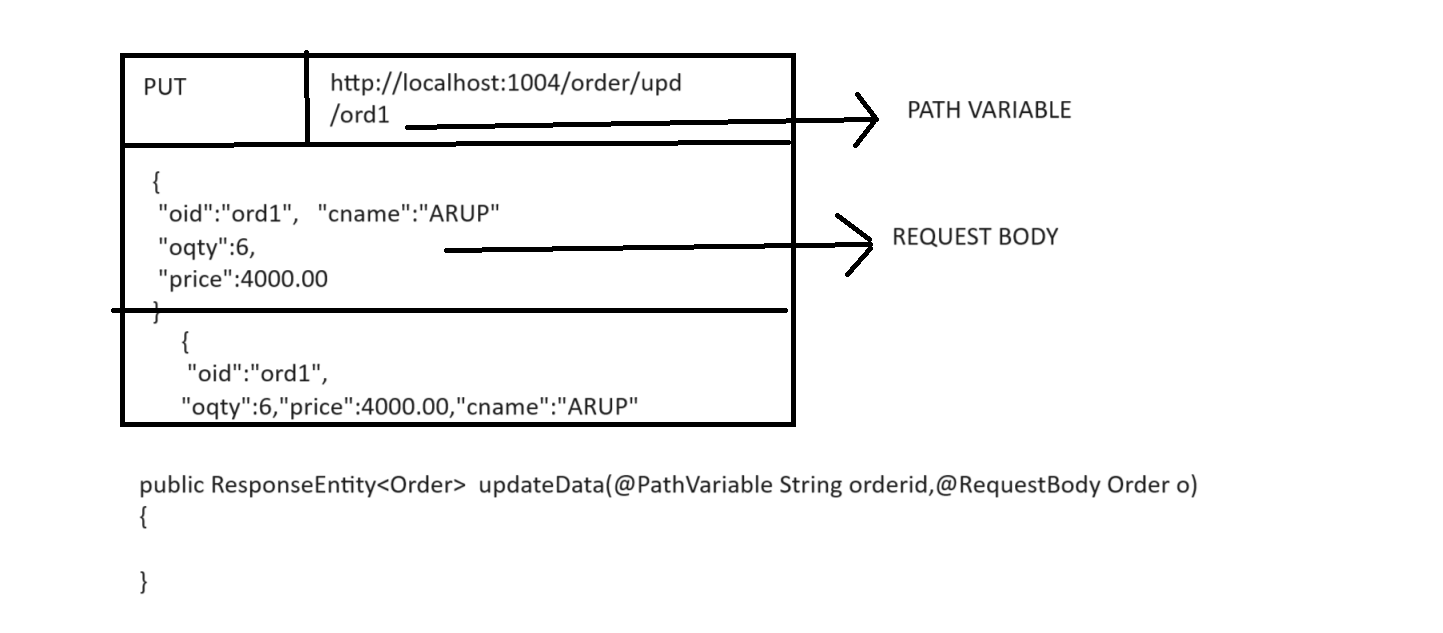 PUT
http://localhost:1004/order/upd
/ord1
PATH VARIABLE
{
"oid":"ord1", "cname":"ARUP"
"oqty":6,
"price":4000.00
}
REQUEST BODY
{
"oid":"ord1",
"oqty":6,"price":4000.00,"cname":"ARUP"
public ResponseEntity<Order> updateData(@PathVariable String orderid,@RequestBody Order o)
{
}